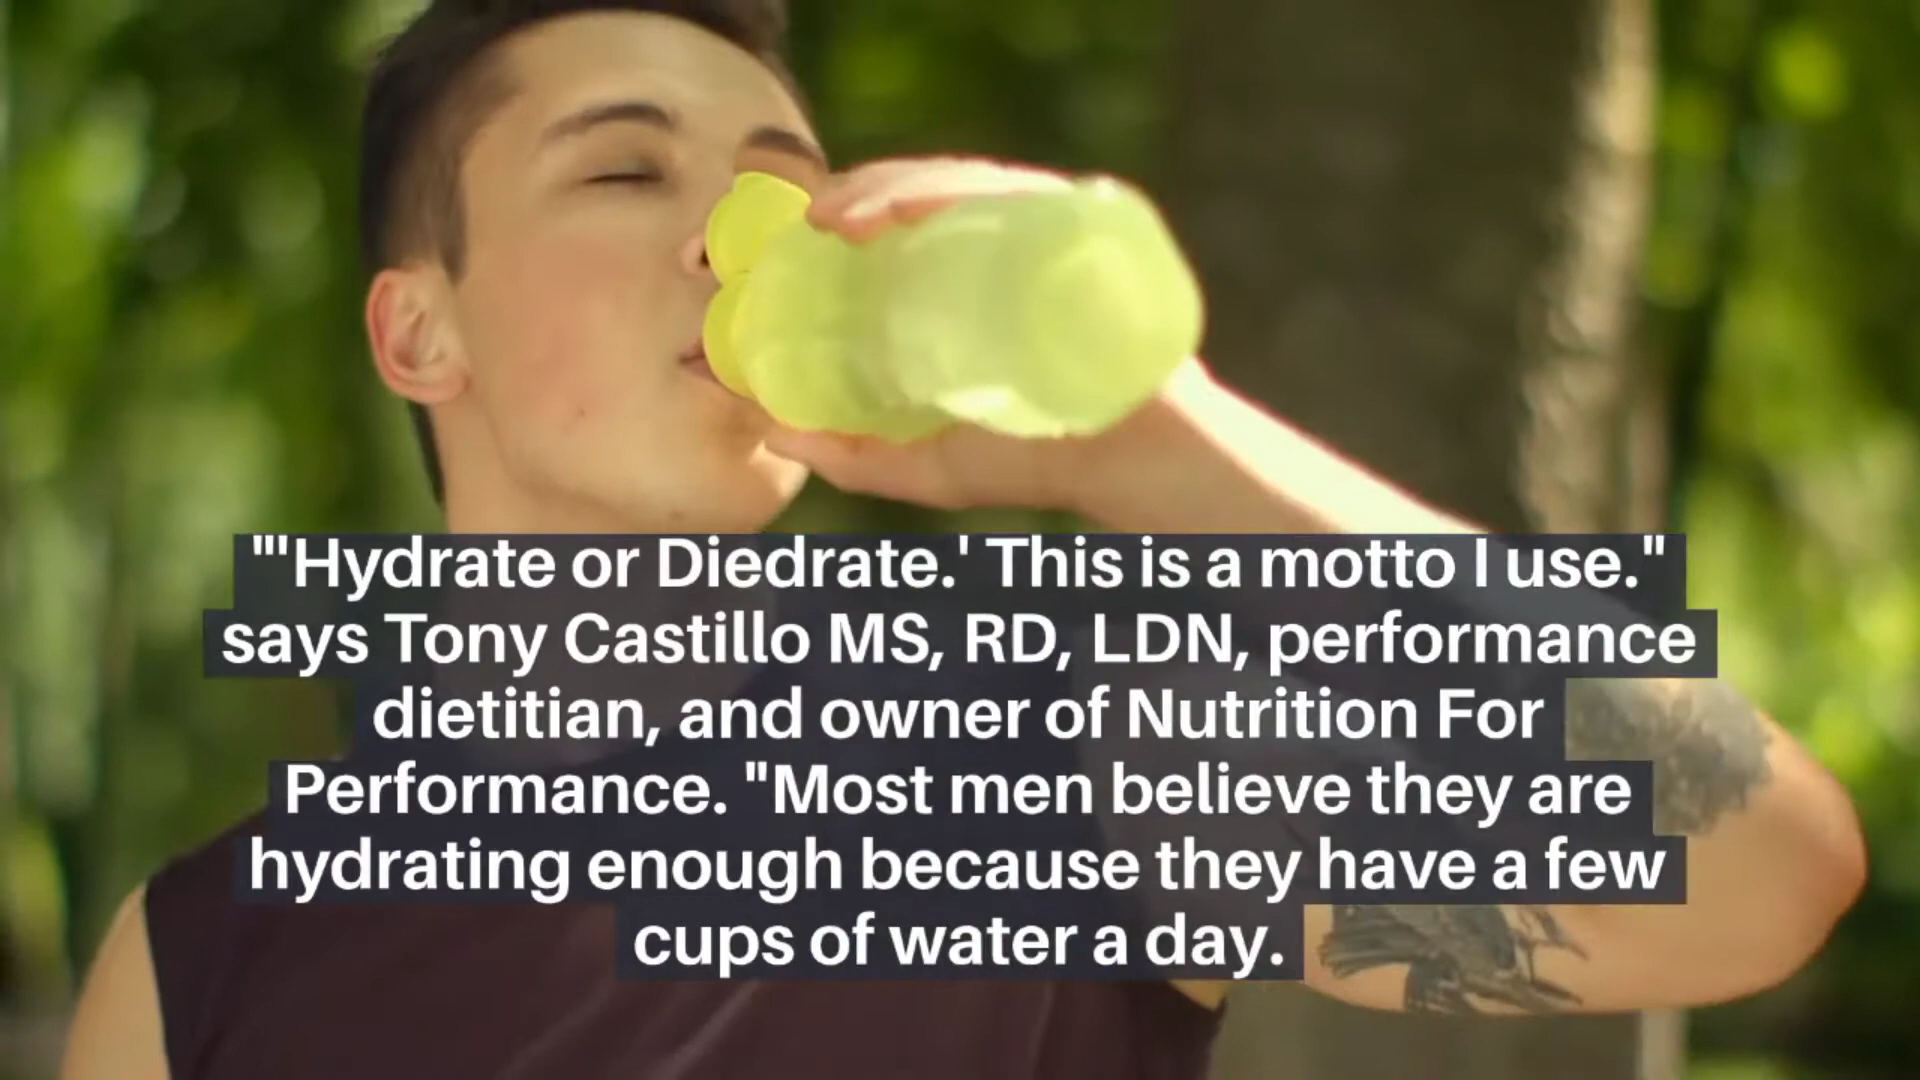 "'Hydrate or Diedrate.' This is a motto I use."
says Tony Castillo MS, RD, LDN, performance
dietitian, and owner of Nutrition For
Performance. "Most men believe they are
hydrating enough because they have a few
cups of water a day.